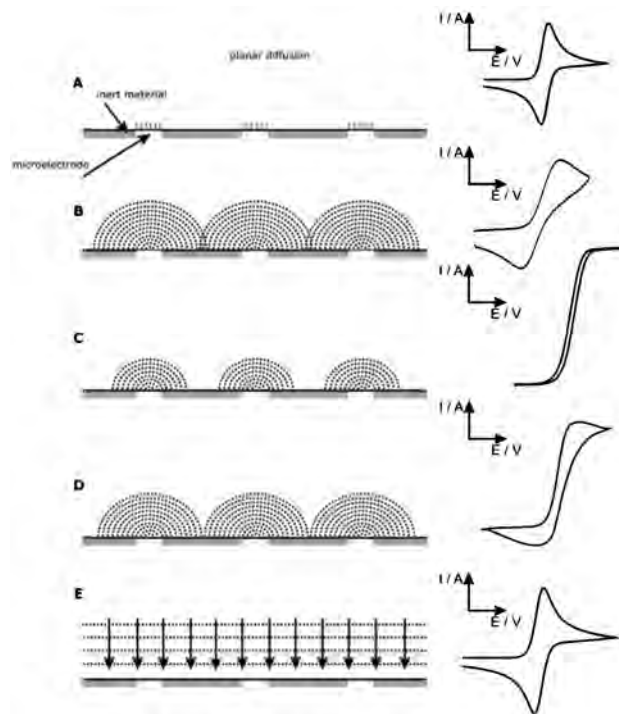 I / A
E / V
planar diffusion
A
inert material
microelectrode
I / A
E / V
B
I / A
E / V
C
I / A
E / V
D
I / A
E / V
E